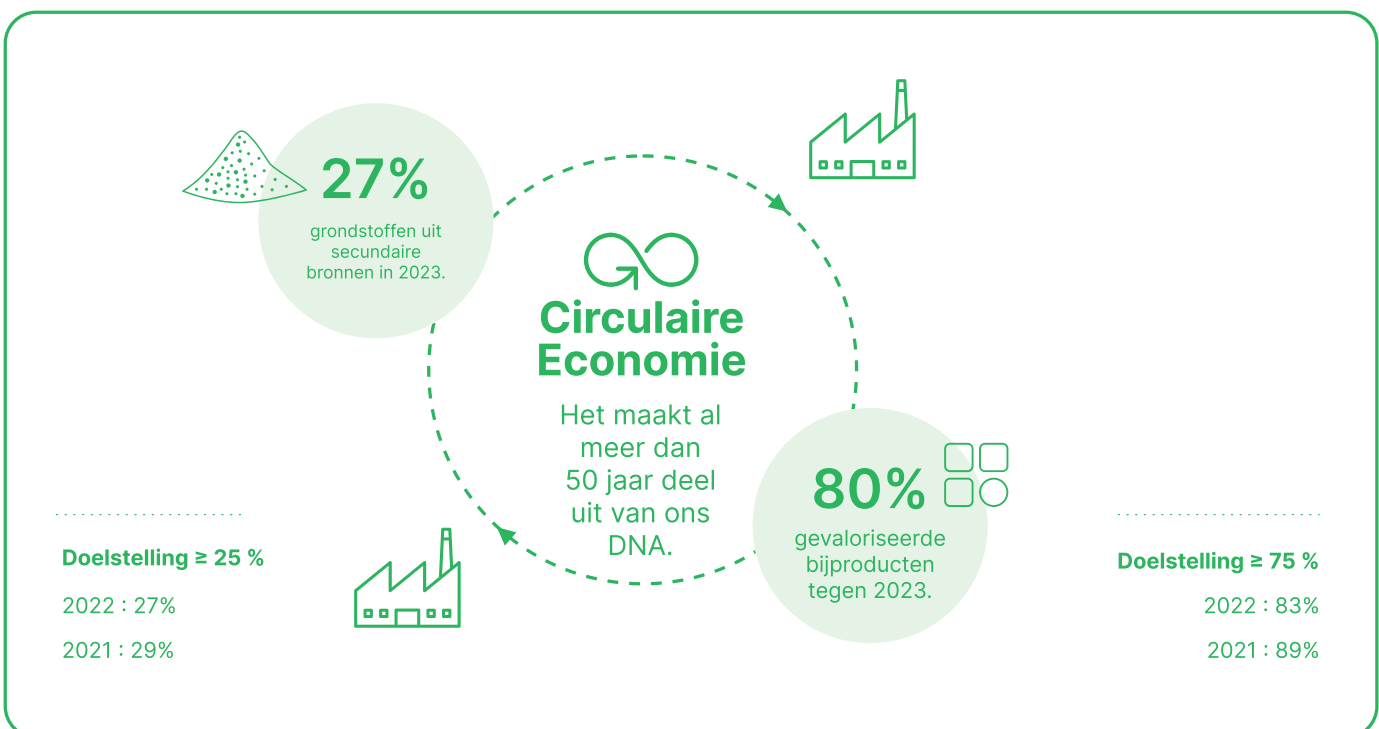 27%
grondstoffen uit
secundaire
bronnen in 2023.
Circulaire
Economie
Het maakt al
meer dan
50 jaar deel
uit van ons
DNA.
80%
gevaloriseerde
bijproducten
tegen 2023.
Doelstelling ≥ 25 %
2022 : 27%
2021 : 29%
Doelstelling ≥ 75 %
2022 : 83%
2021 : 89%